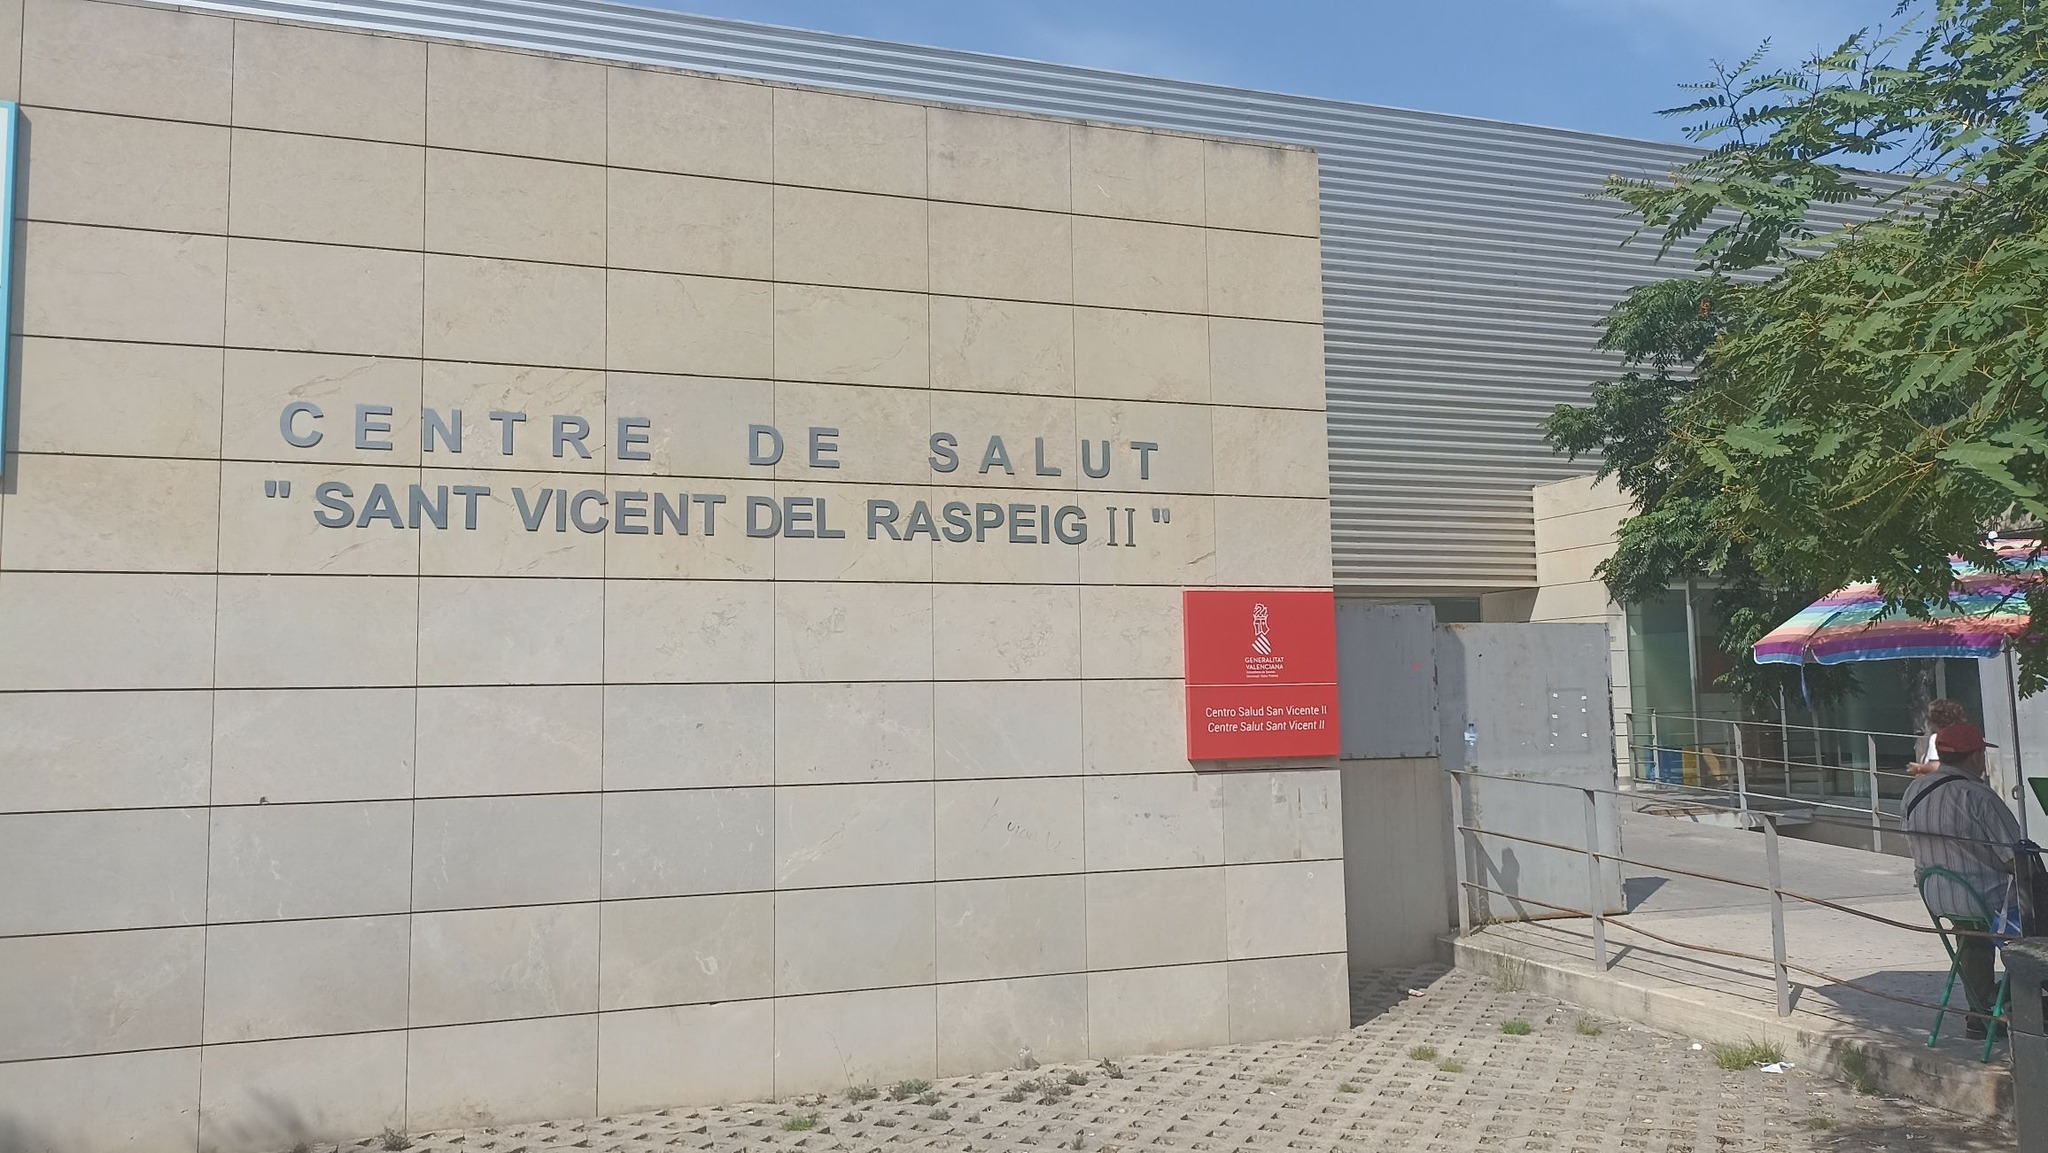 CENTRE DE SALUT
" SANT VICENT DEL RASPEIG II "
GENERALITAT
VALENCIANA
Centro Salud San Vicente II
Centre Salut Sant Vicent II